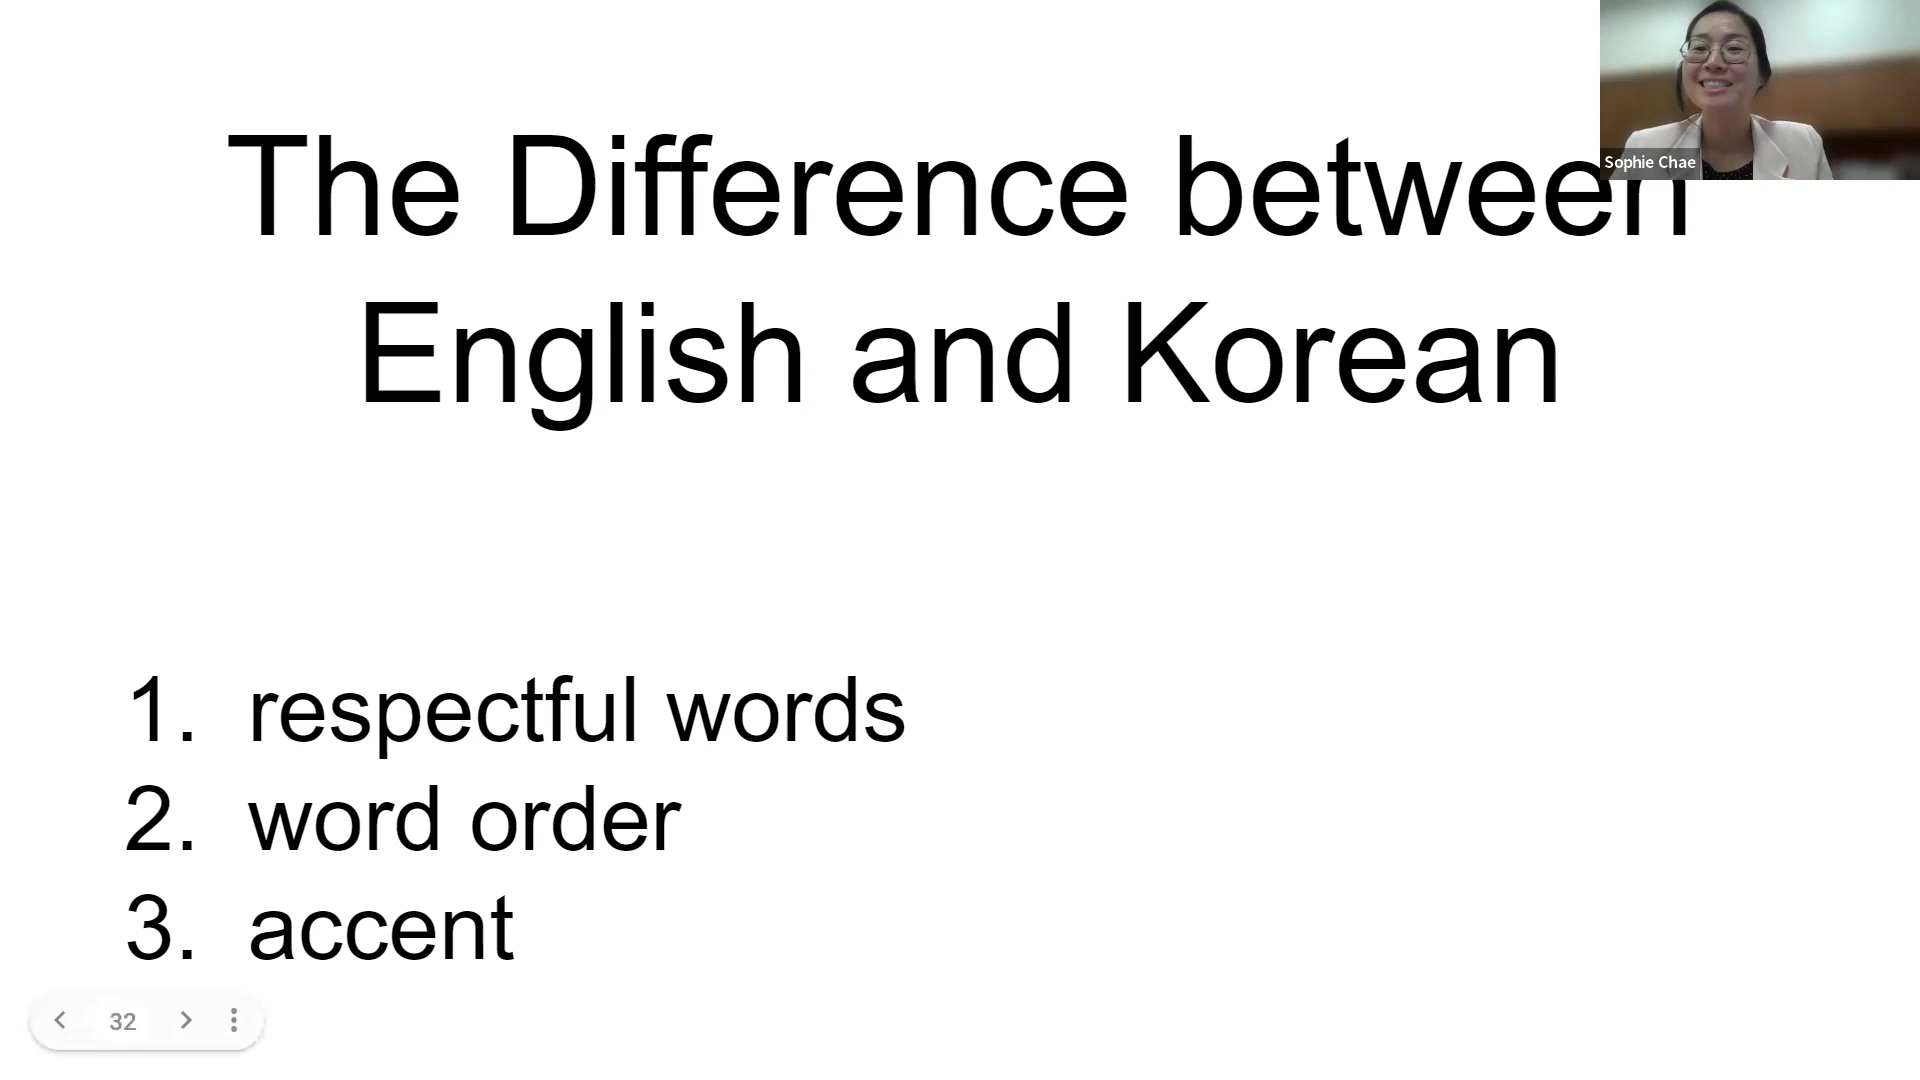 The Difference between
English and Korean
Sophie Chae
1. respectful words
2. word order
3. accent
32